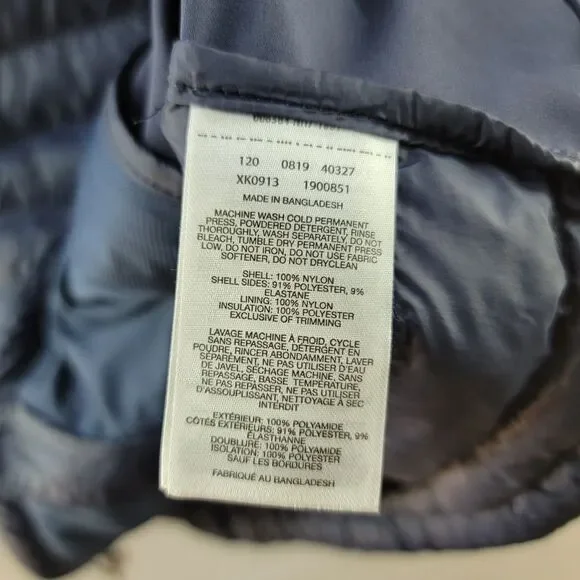 120 0819 40327
XK0913 1900851
MADE IN BANGLADESH
MACHINE WASH COLD PERMANENT
PRESS, POWDERED DETERGENT, RINSE
THOROUGHLY, WASH SEPARATELY, DO NOT
BLEACH, TUMBLE DRY PERMANENT PRESS
LOW, DO NOT IRON, DO NOT USE FABRIC
SOFTENER, DO NOT DRYCLEAN
SHELL: 100% NYLON
SHELL SIDES: 91% POLYESTER, 9%
ELASTANE
LINING: 100% NYLON
INSULATION: 100% POLYESTER
EXCLUSIVE OF TRIMMING
LAVAGE MACHINE À FROID, CYCLE
SANS REPASSAGE, DÉTERGENT EN
POUDRE, RINCER ABONDAMMENT, LAVER
SÉPARÉMENT, NE PAS UTILISER D'EAU
DE JAVEL, SÉCHAGE MACHINE, SANS
REPASSAGE, BASSE TEMPÉRATURE,
NE PAS REPASSER, NE PAS UTILISER
D'ASSOUPLISSANT, NETTOYAGE À SEC
INTERDIT
EXTÉRIEUR: 100% POLYAMIDE
CÔTÉS EXTÉRIEURS: 91% POLYESTER, 9%
ÉLASTHANNE
DOUBLURE: 100% POLYAMIDE
ISOLATION: 100% POLYESTER
SAUF LES BORDURES
FABRIQUÉ AU BANGLADESH